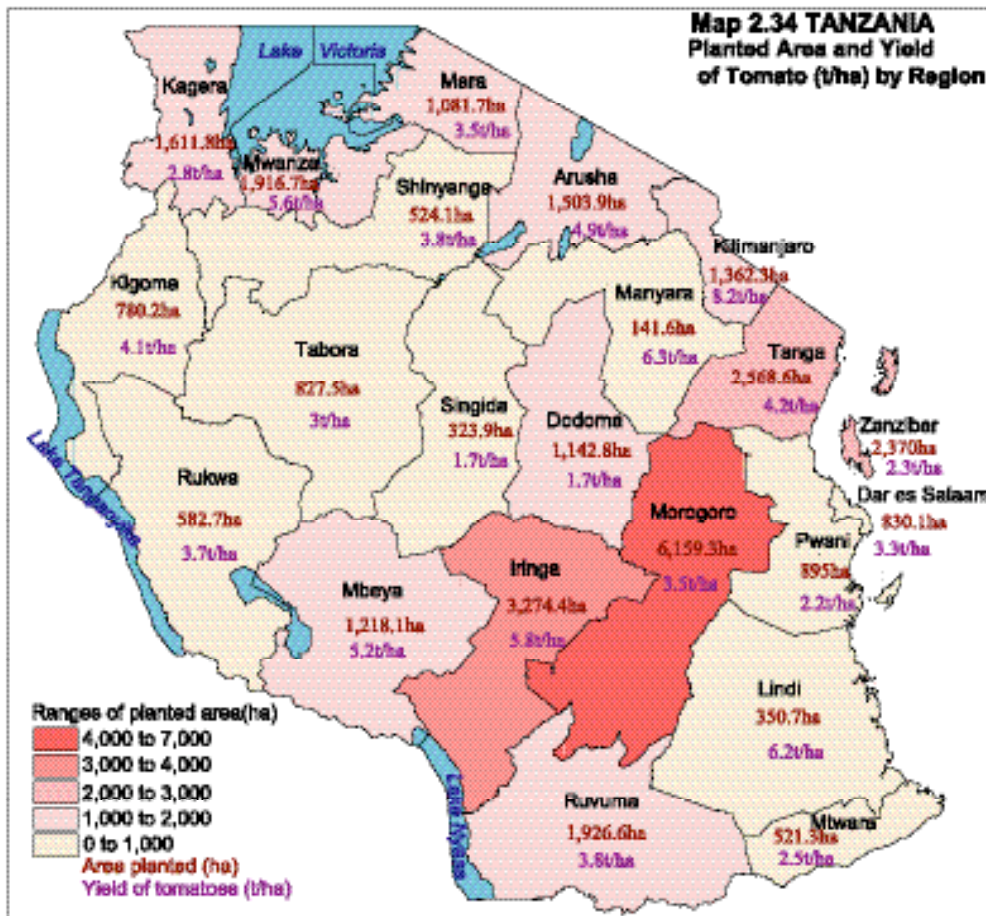 Map 2.34 TANZANIA
Planted Area and Yield
of Tomato (t/ha) by Region
Lake Victoria
Kagera
1,611.8ha
2.8t/ha
Mara
1,081.7ha
3.5t/ha
Mwanza
1,916.7ha
5.6t/ha
Shinyanga
524.1ha
3.8t/ha
Arusha
1,503.9ha
4.9t/ha
Kilimanjaro
1,362.3ha
8.2t/ha
Kigoma
780.2ha
4.1t/ha
Tabora
827.5ha
3t/ha
Manyara
141.6ha
6.3t/ha
Tanga
2,568.6ha
4.2t/ha
Singida
323.9ha
1.7t/ha
Dodoma
1,142.8ha
1.7t/ha
Zanzibar
2,370ha
2.3t/ha
Dar es Salaam
830.1ha
3.3t/ha
Lake Tanganyika
Rukwa
582.7ha
3.7t/ha
Morogoro
6,159.3ha
3.5t/ha
Pwani
895ha
2.2t/ha
Mbeya
1,218.1ha
5.2t/ha
Iringa
3,274.4ha
5.8t/ha
Lindi
350.7ha
6.2t/ha
Lake Nyasa
Ruvuma
1,926.6ha
3.8t/ha
Mtwara
521.3ha
2.5t/ha
Ranges of planted area(ha)
4,000 to 7,000
3,000 to 4,000
2,000 to 3,000
1,000 to 2,000
0 to 1,000
Area planted (ha)
Yield of tomatoes (t/ha)